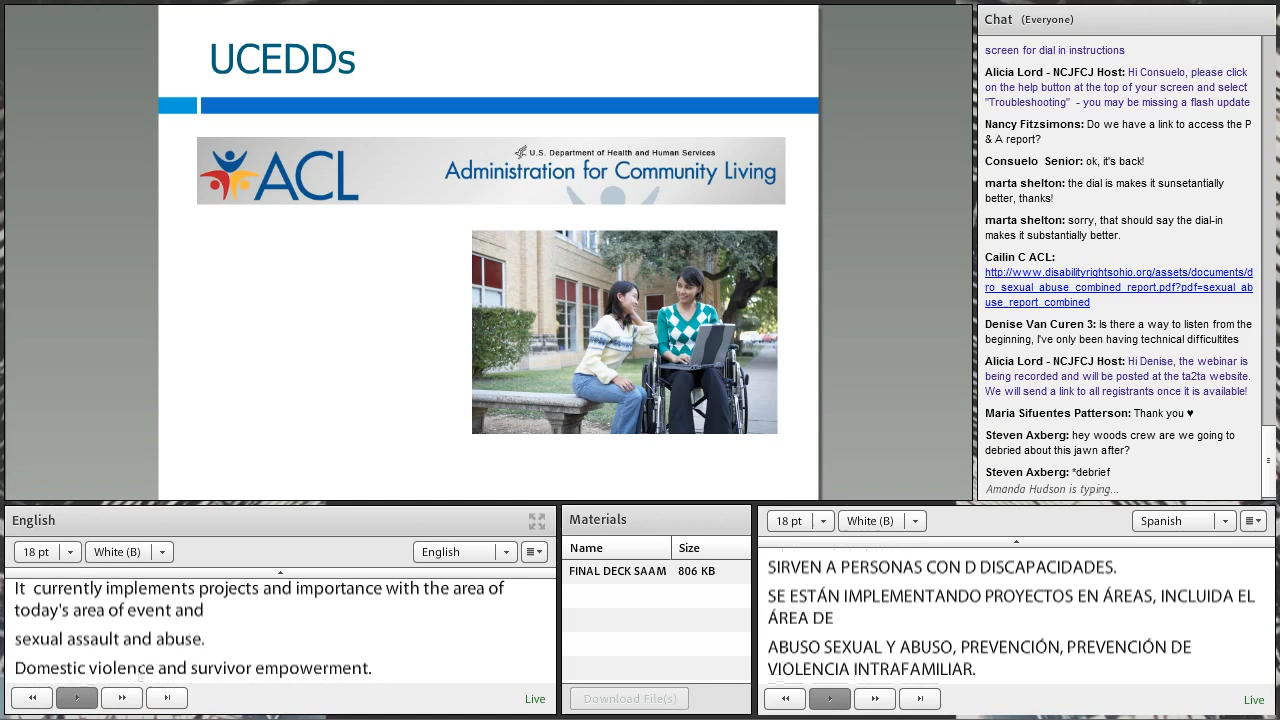 UCEDDs
ACL
U.S. Department of Health and Human Services
Administration for Community Living
Chat (Everyone)
screen for dial in instructions
Alicia Lord - NCJFCJ Host: Hi Consuelo, please click
on the help button at the top of your screen and select
"Troubleshooting" - you may be missing a flash update
Nancy Fitzsimons: Do we have a link to access the P
& A report?
Consuelo Senior: ok, it's back!
marta shelton: the dial is makes it sunsetantially
better, thanks!
marta shelton: sorry, that should say the dial-in
makes it substantially better.
Cailin C ACL:
http://www.disabilityrightsohio.org/assets/documents/d
ro_sexual_abuse_combined_report.pdf?pdf=sexual_ab
use_report_combined
Denise Van Curen 3: Is there a way to listen from the
beginning, I've only been having technical difficultites
Alicia Lord - NCJFCJ Host: Hi Denise, the webinar is
being recorded and will be posted at the ta2ta website.
We will send a link to all registrants once it is available!
Maria Sifuentes Patterson: Thank you ♥
Steven Axberg: hey woods crew are we going to
debried about this jawn after?
Steven Axberg: *debrief
Amanda Hudson is typing...
English
18 pt White (B) English
It currently implements projects and importance with the area of
today's area of event and
sexual assault and abuse.
Domestic violence and survivor empowerment.
Live
Materials
Name Size
FINAL DECK SAAM 806 KB
Download File(s)
18 pt White (B) Spanish
SIRVEN A PERSONAS CON D DISCAPACIDADES.
SE ESTÁN IMPLEMENTANDO PROYECTOS EN ÁREAS, INCLUIDA EL
ÁREA DE
ABUSO SEXUAL Y ABUSO, PREVENCIÓN, PREVENCIÓN DE
VIOLENCIA INTRAFAMILIAR.
Live